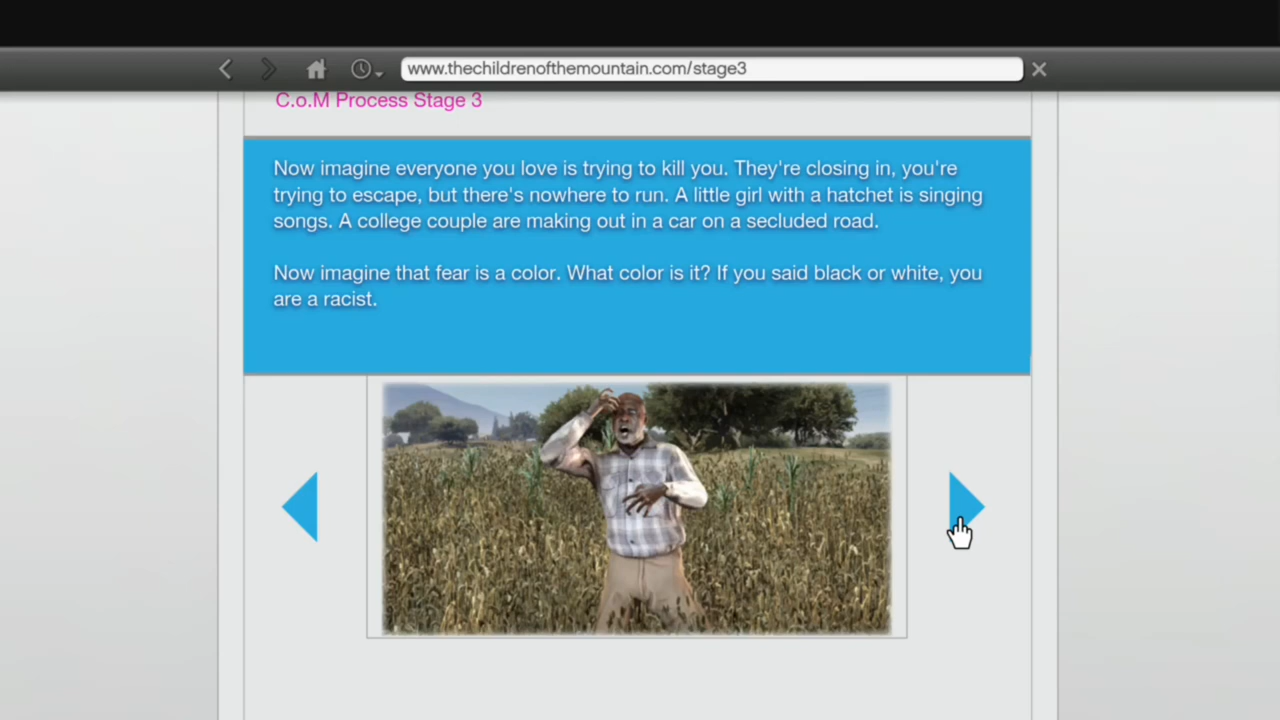 www.thechildrenofthemountain.com/stage3
C.o.M Process Stage 3
Now imagine everyone you love is trying to kill you. They're closing in, you're
trying to escape, but there's nowhere to run. A little girl with a hatchet is singing
songs. A college couple are making out in a car on a secluded road.
Now imagine that fear is a color. What color is it? If you said black or white, you
are a racist.